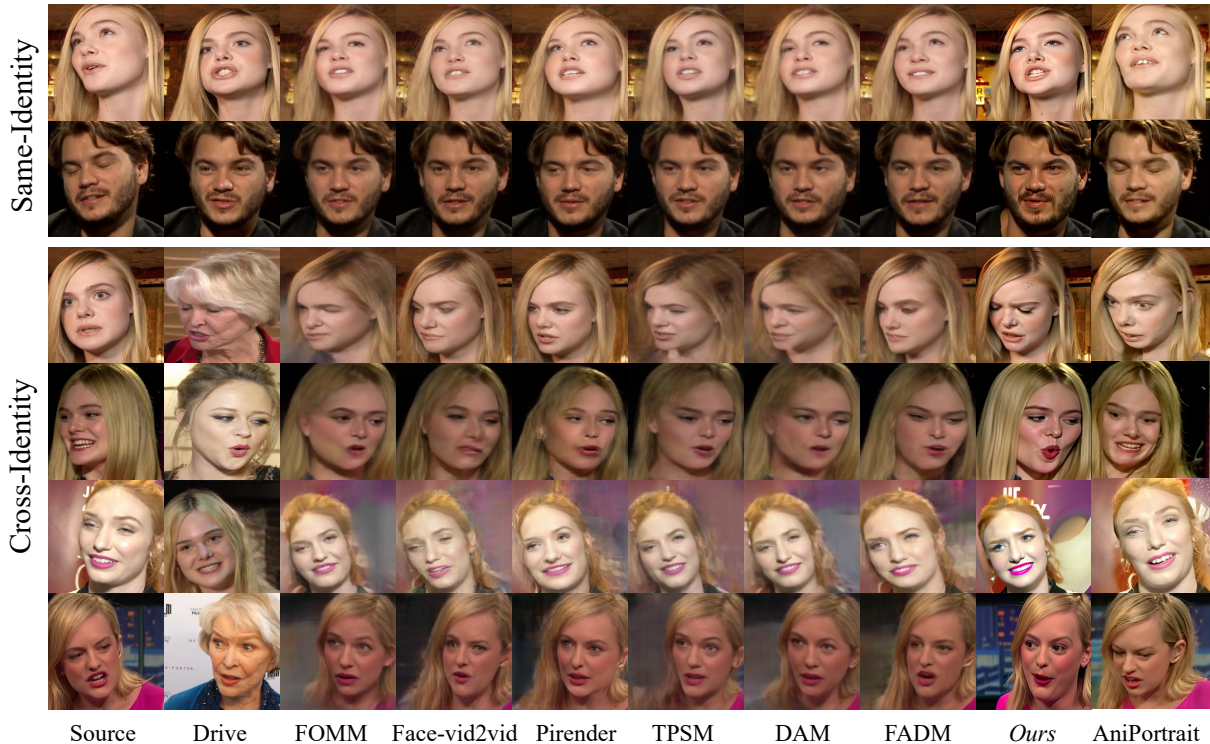 Same-Identity
Cross-Identity
Source Drive FOMM Face-vid2vid Pirender TPSM DAM FADM Ours AniPortrait